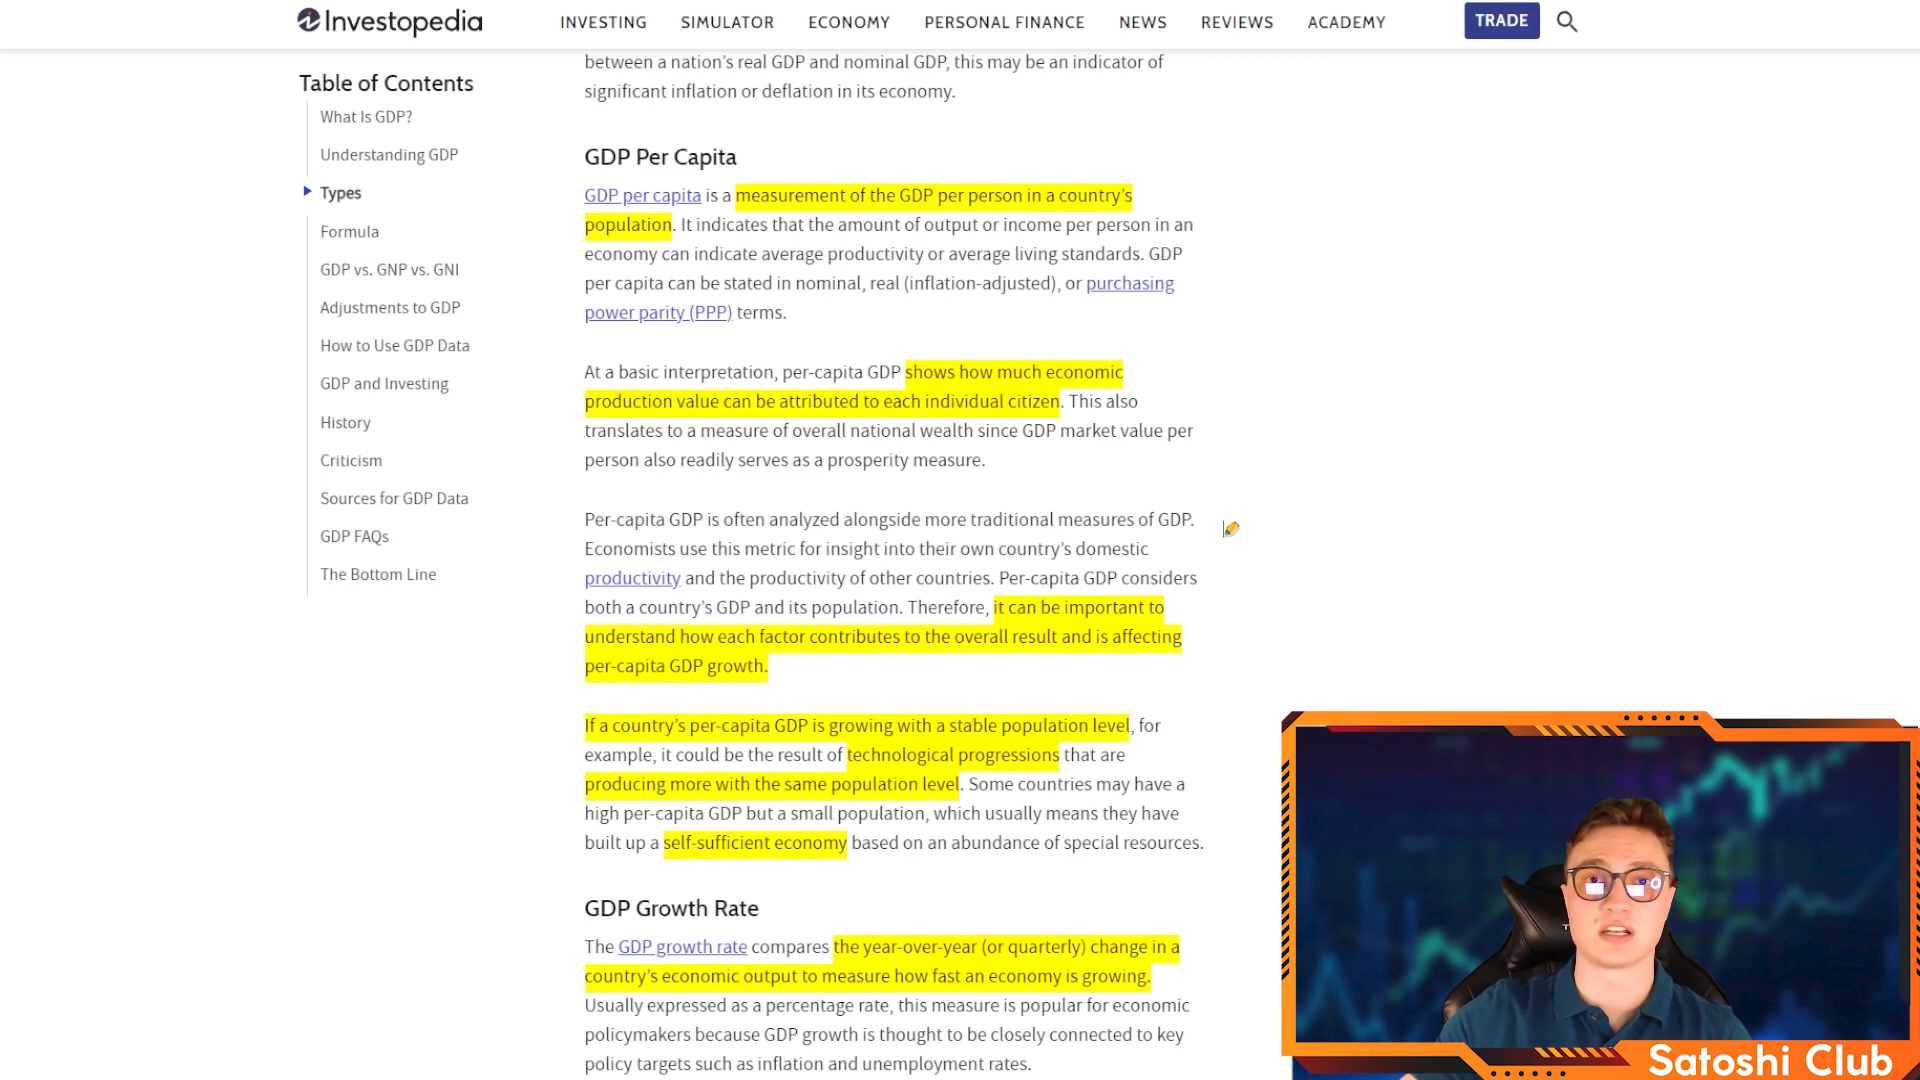 Investopedia
INVESTING SIMULATOR ECONOMY PERSONAL FINANCE NEWS REVIEWS ACADEMY TRADE
Table of Contents
What Is GDP?
Understanding GDP
Types
Formula
GDP vs. GNP vs. GNI
Adjustments to GDP
How to Use GDP Data
GDP and Investing
History
Criticism
Sources for GDP Data
GDP FAQs
The Bottom Line
between a nation’s real GDP and nominal GDP, this may be an indicator of
significant inflation or deflation in its economy.
GDP Per Capita
GDP per capita is a measurement of the GDP per person in a country’s
population. It indicates that the amount of output or income per person in an
economy can indicate average productivity or average living standards. GDP
per capita can be stated in nominal, real (inflation-adjusted), or purchasing
power parity (PPP) terms.
At a basic interpretation, per-capita GDP shows how much economic
production value can be attributed to each individual citizen. This also
translates to a measure of overall national wealth since GDP market value per
person also readily serves as a prosperity measure.
Per-capita GDP is often analyzed alongside more traditional measures of GDP.
Economists use this metric for insight into their own country’s domestic
productivity and the productivity of other countries. Per-capita GDP considers
both a country’s GDP and its population. Therefore, it can be important to
understand how each factor contributes to the overall result and is affecting
per-capita GDP growth.
If a country’s per-capita GDP is growing with a stable population level, for
example, it could be the result of technological progressions that are
producing more with the same population level. Some countries may have a
high per-capita GDP but a small population, which usually means they have
built up a self-sufficient economy based on an abundance of special resources.
GDP Growth Rate
The GDP growth rate compares the year-over-year (or quarterly) change in a
country’s economic output to measure how fast an economy is growing.
Usually expressed as a percentage rate, this measure is popular for economic
policymakers because GDP growth is thought to be closely connected to key
policy targets such as inflation and unemployment rates.
Satoshi Club